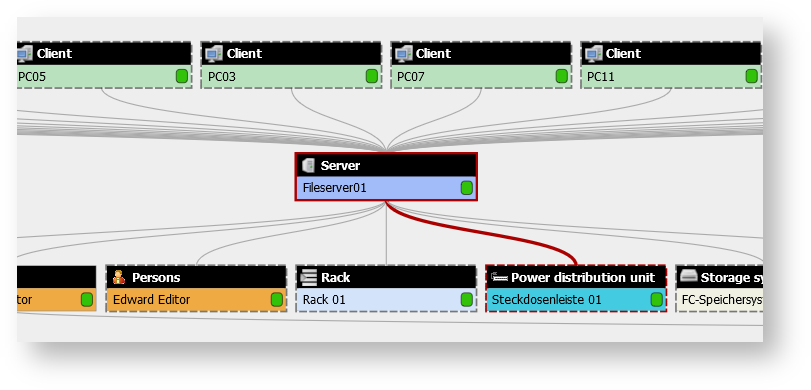 Client
PC05
Client
PC03
Client
PC07
Client
PC11
Server
Fileserver01
tor
Persons
Edward Editor
Rack
Rack 01
Power distribution unit
Steckdosenleiste 01
Storage sy
FC-Speichersys